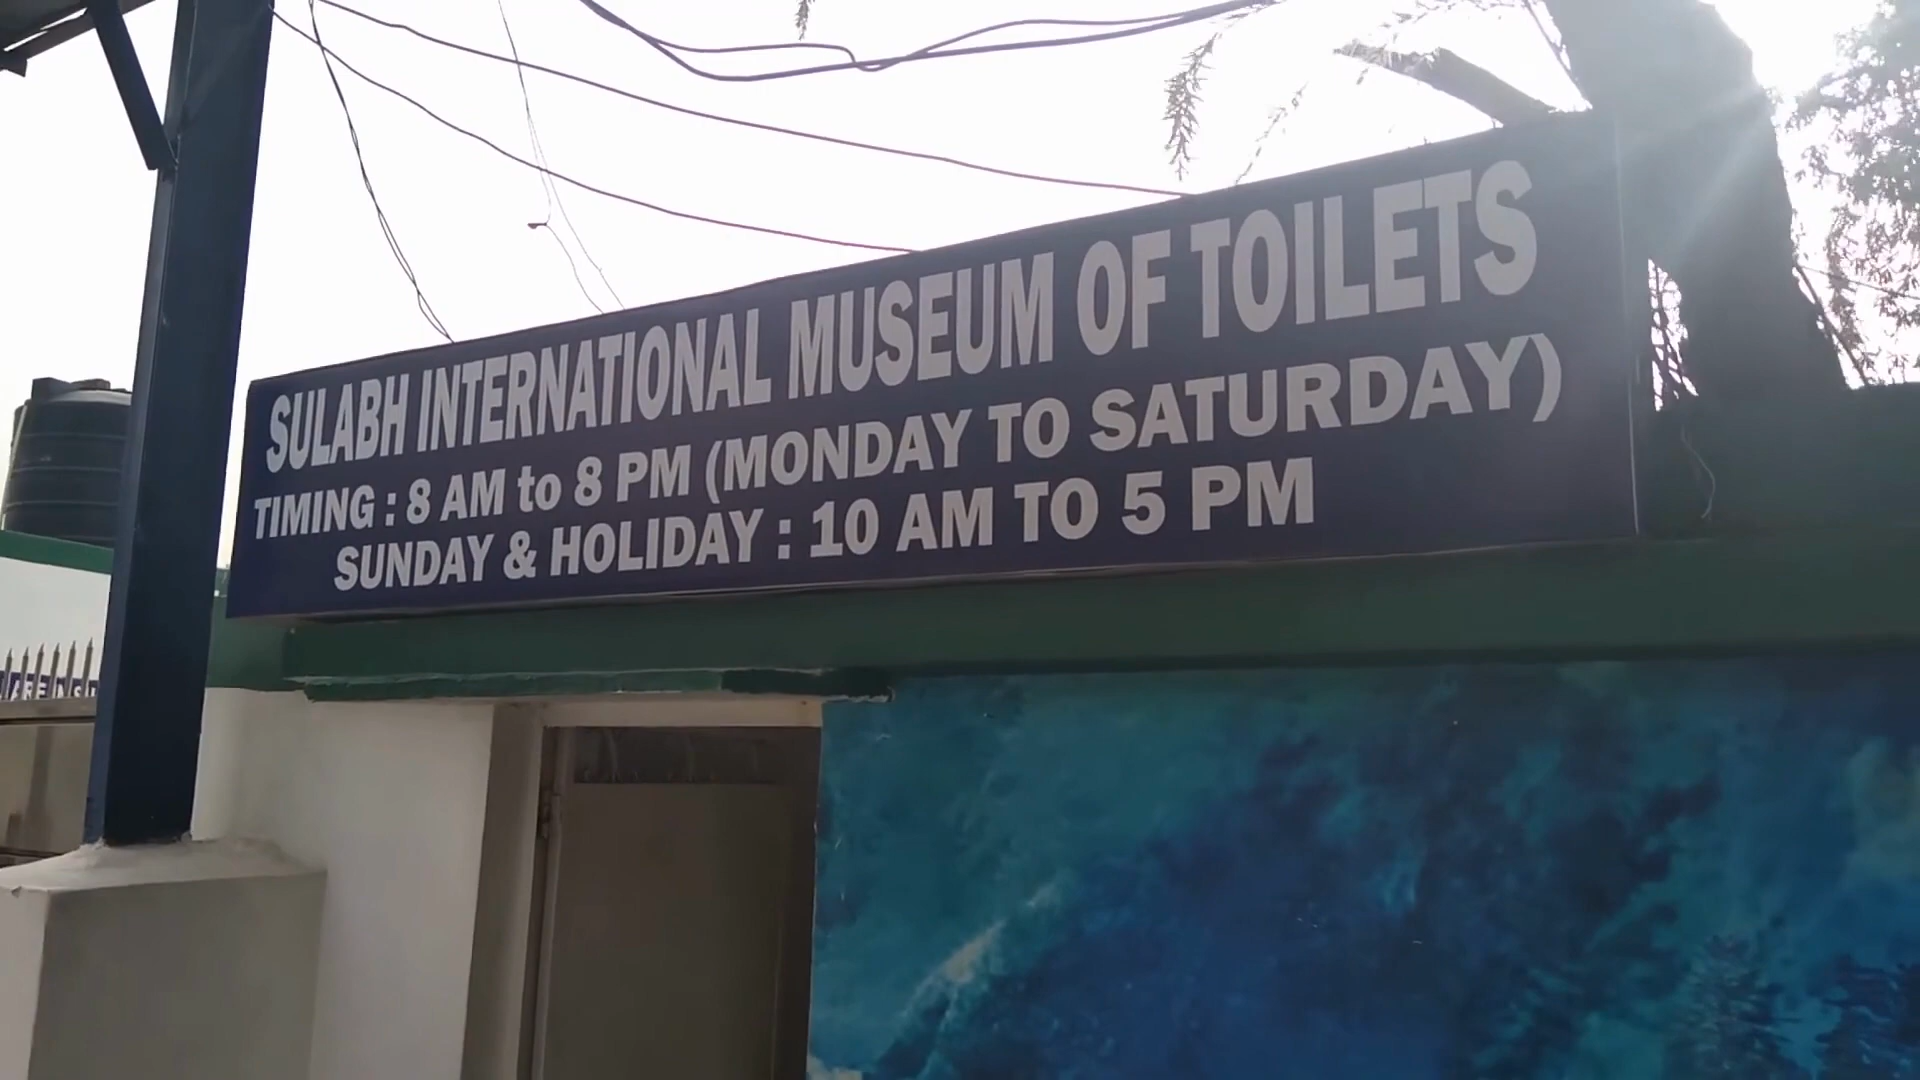 SULABH INTERNATIONAL MUSEUM OF TOILETS
TIMING : 8 AM to 8 PM (MONDAY TO SATURDAY)
SUNDAY & HOLIDAY : 10 AM TO 5 PM